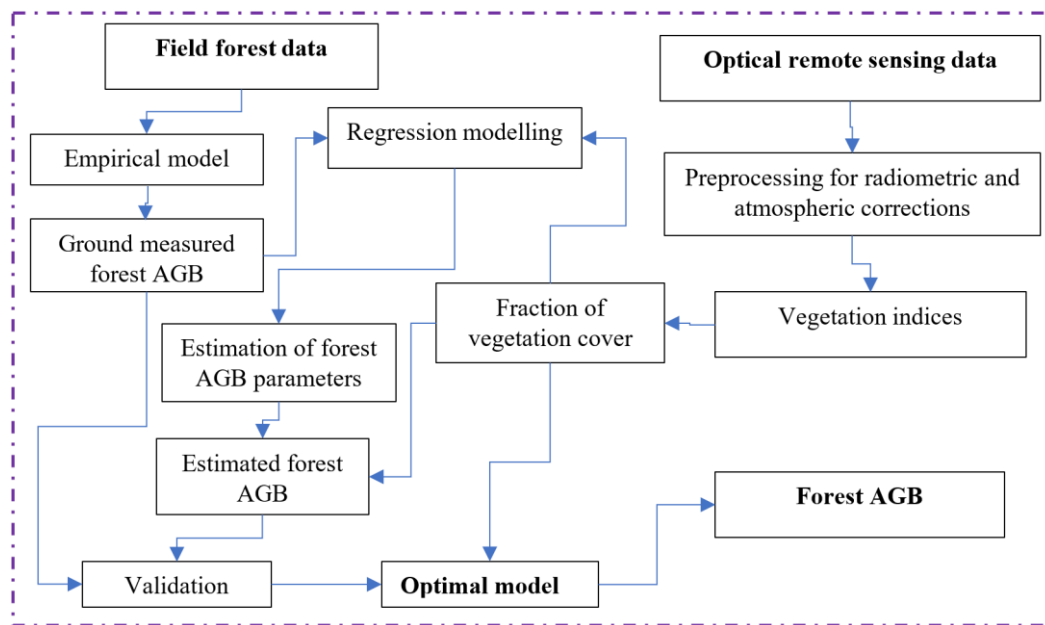 Field forest data
Optical remote sensing data
Regression modelling
Empirical model
Preprocessing for radiometric and
atmospheric corrections
Ground measured
forest AGB
Fraction of
vegetation cover
Vegetation indices
Estimation of forest
AGB parameters
Estimated forest
AGB
Forest AGB
Validation
Optimal model